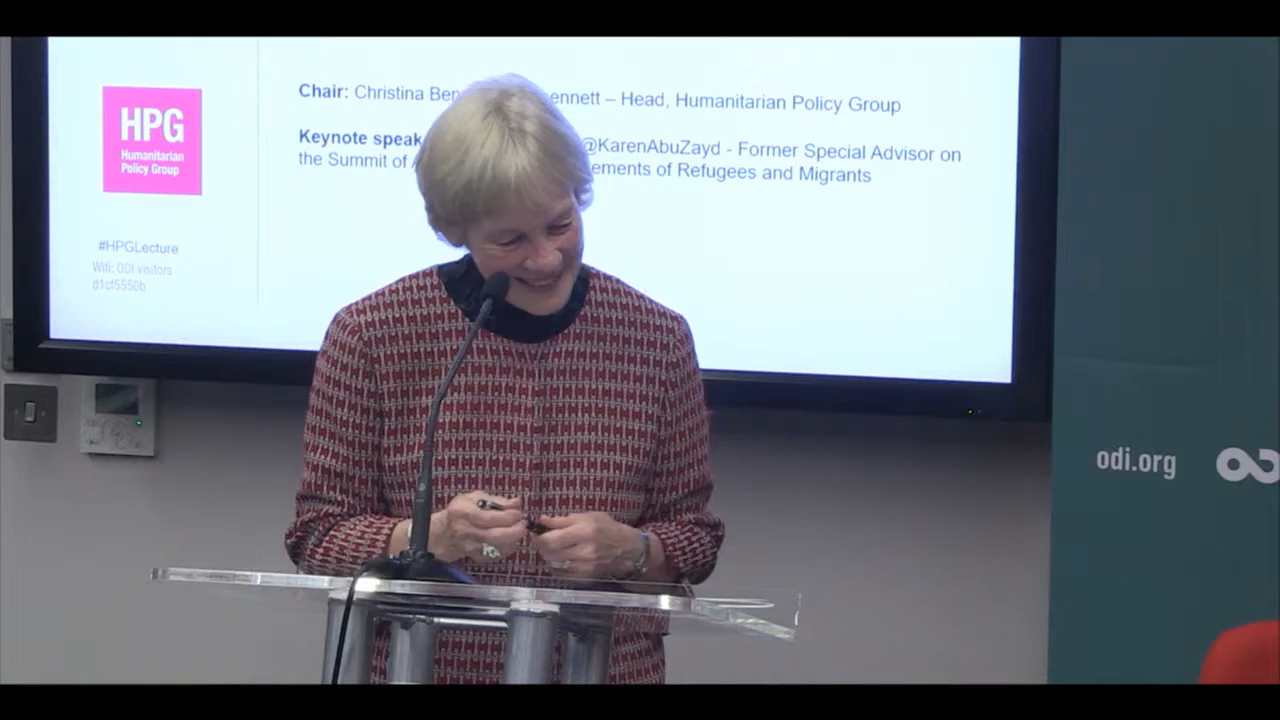 HPG
Humanitarian
Policy Group
#HPGLecture
Wifi: ODI.visitors
d1cf5550b
Chair: Christina Ben ennett – Head, Humanitarian Policy Group
Keynote speak @KarenAbuZayd - Former Special Advisor on
the Summit of ements of Refugees and Migrants
odi.org